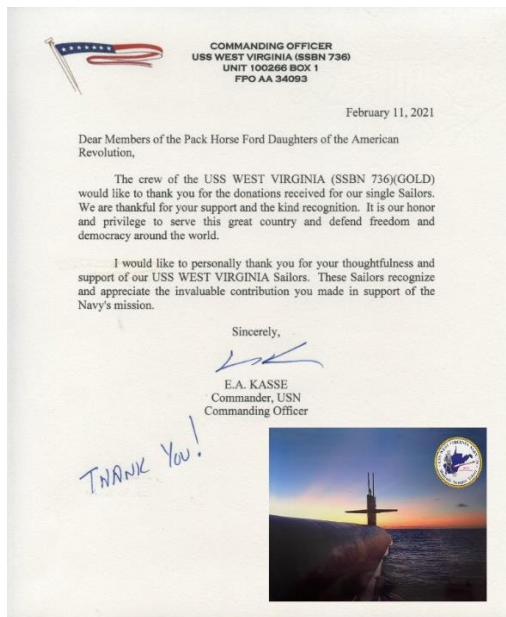 COMMANDING OFFICER
USS WEST VIRGINIA (SSBN 736)
UNIT 100266 BOX 1
FPO AA 34093
February 11, 2021
Dear Members of the Pack Horse Ford Daughters of the American
Revolution,
The crew of the USS WEST VIRGINIA (SSBN 736)(GOLD)
would like to thank you for the donations received for our single Sailors.
We are thankful for your support and the kind recognition. It is our honor
and privilege to serve this great country and defend freedom and
democracy around the world.
I would like to personally thank you for your thoughtfulness and
support of our USS WEST VIRGINIA Sailors. These Sailors recognize
and appreciate the invaluable contribution you made in support of the
Navy's mission.
Sincerely,
E.A. KASSE
Commander, USN
Commanding Officer
THANK YOU!